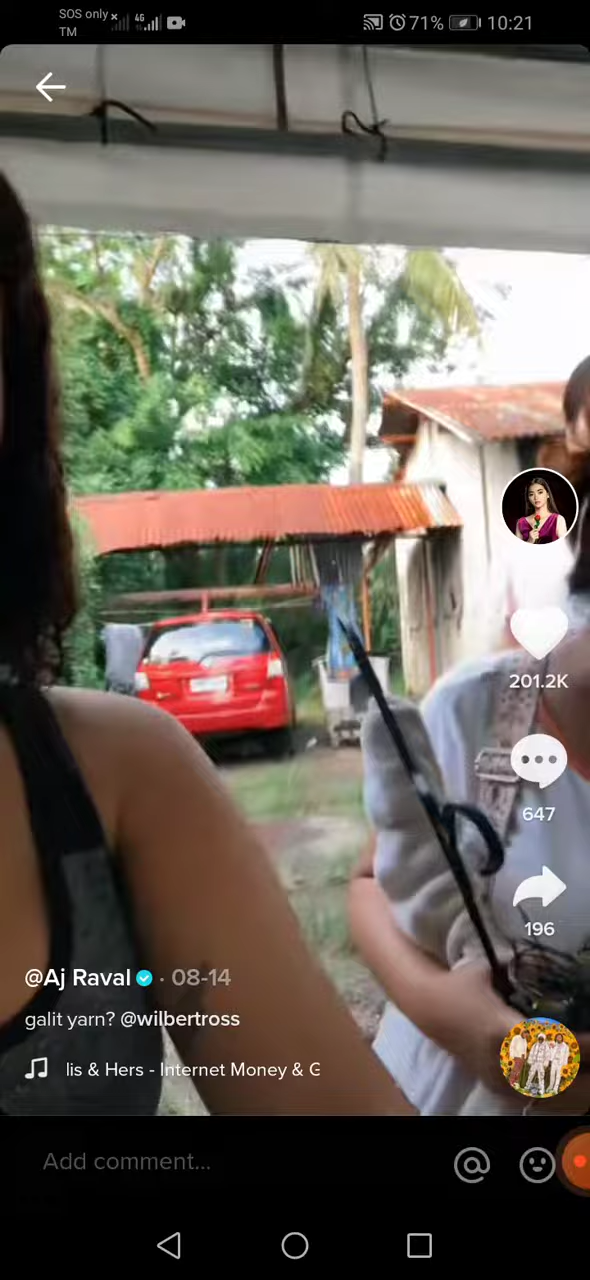 SOS only
TM
4G
71%
10:21
201.2K
647
196
@Aj Raval · 08-14
galit yarn? @wilbertross
lis & Hers - Internet Money & G
Add comment...